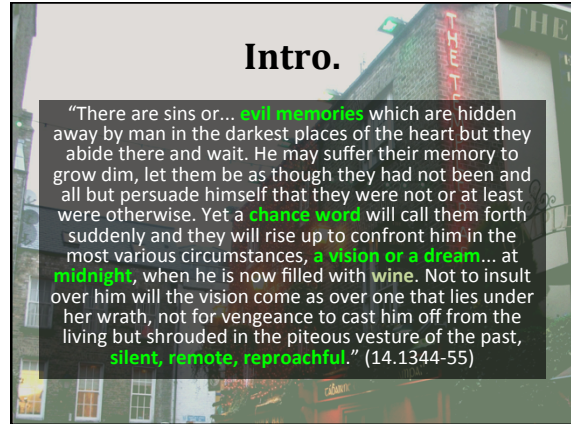 Intro.
“There are sins or... evil memories which are hidden
away by man in the darkest places of the heart but they
abide there and wait. He may suffer their memory to
grow dim, let them be as though they had not been and
all but persuade himself that they were not or at least
were otherwise. Yet a chance word will call them forth
suddenly and they will rise up to confront him in the
most various circumstances, a vision or a dream... at
midnight, when he is now filled with wine. Not to insult
over him will the vision come as over one that lies under
her wrath, not for vengeance to cast him off from the
living but shrouded in the piteous vesture of the past,
silent, remote, reproachful.” (14.1344-55)
THE TE
THE